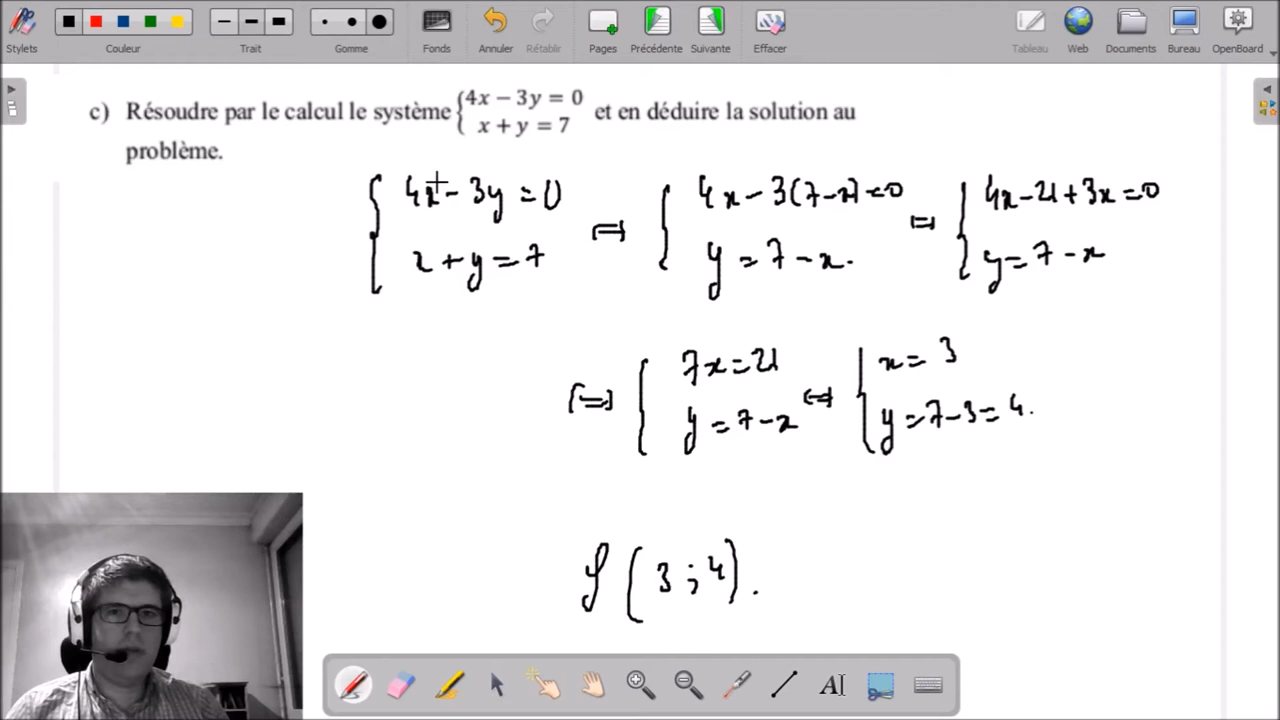 Stylets Couleur Trait Gomme Fonds Annuler Rétablir Pages Précédente Suivante Effacer Tableau Web Documents Bureau OpenBoard
c) Résoudre par le calcul le système {4x − 3y = 0 et en déduire la solution au
x + y = 7
problème.
{ 4x − 3y = 0 ⟺ { 4x − 3(7−x) = 0 ⟺ { 4x − 21 + 3x = 0
x + y = 7 y = 7 − x. y = 7 − x
⟺ { 7x = 21 ⟺ { x = 3
y = 7 − x y = 7 − 3 = 4.
S (3 ; 4).
AI